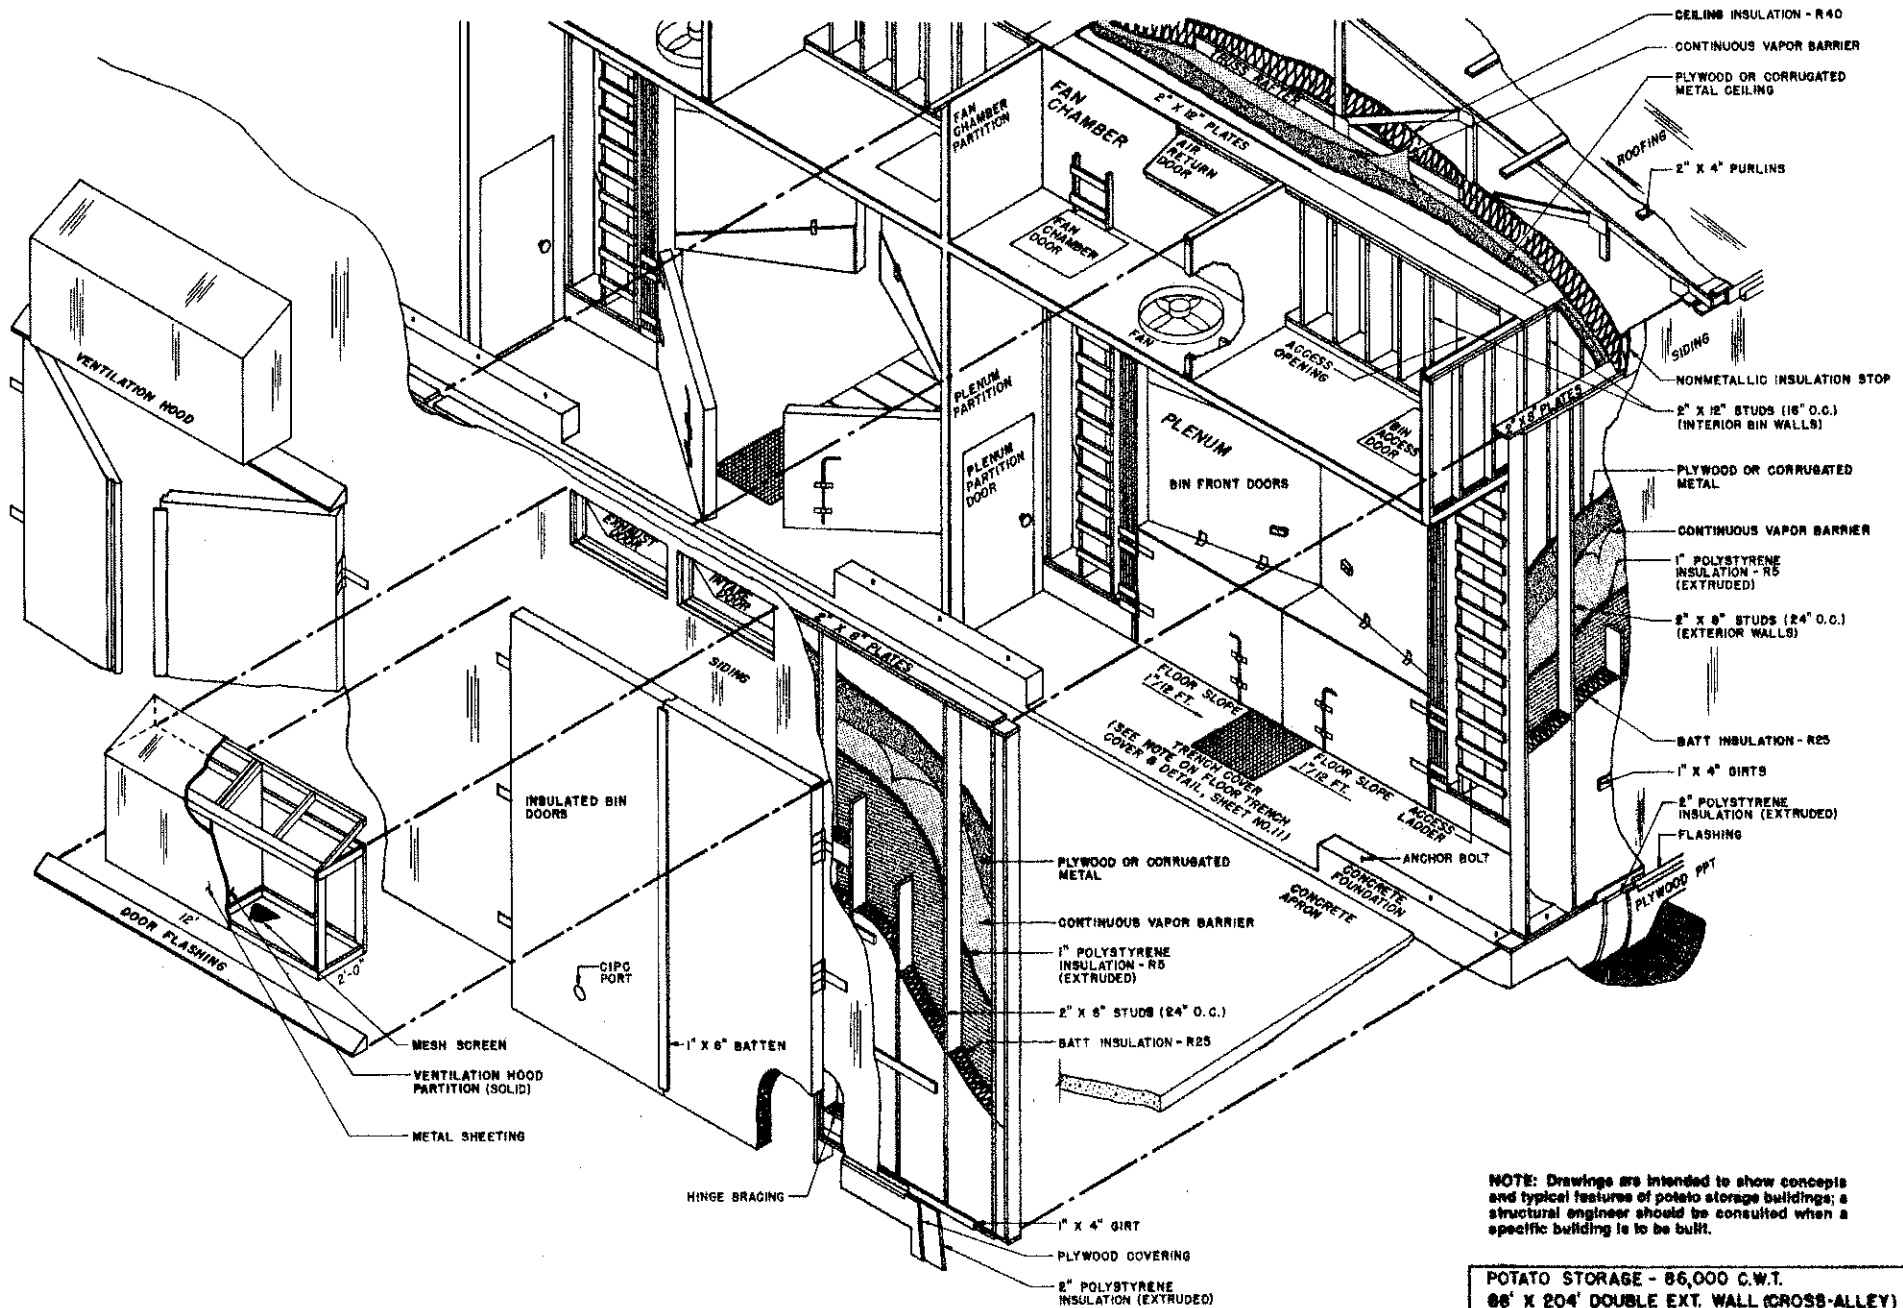 CEILING INSULATION - R40
CONTINUOUS VAPOR BARRIER
PLYWOOD OR CORRUGATED
METAL CEILING
TRUSS RAFTER
ROOFING
2" X 4" PURLINS
FAN
CHAMBER
PARTITION
FAN
CHAMBER
2" X 12" PLATES
AIR
RETURN
DOOR
FAN
CHAMBER
DOOR
FAN
ACCESS
OPENING
BIN
ACCESS
DOOR
SIDING
NONMETALLIC INSULATION STOP
2" X 12" STUDS (16" O.C.)
(INTERIOR BIN WALLS)
2" X 8" PLATES
PLYWOOD OR CORRUGATED
METAL
CONTINUOUS VAPOR BARRIER
1" POLYSTYRENE
INSULATION - R5
(EXTRUDED)
2" X 8" STUDS (24" O.C.)
(EXTERIOR WALLS)
BATT INSULATION - R25
1" X 4" GIRTS
2" POLYSTYRENE
INSULATION (EXTRUDED)
FLASHING
PLYWOOD PPT
VENTILATION HOOD
PLENUM
PARTITION
PLENUM
PARTITION
DOOR
PLENUM
BIN FRONT DOORS
EXHAUST
DOOR
INTAKE
DOOR
2" X 8" PLATES
SIDING
FLOOR SLOPE
1"/12 FT.
TRENCH COVER
(SEE NOTE ON FLOOR TRENCH
COVER & DETAIL, SHEET NO. 11)
FLOOR SLOPE
1"/12 FT.
ACCESS
LADDER
ANCHOR BOLT
CONCRETE
FOUNDATION
CONCRETE
APRON
INSULATED BIN
DOORS
CIPC
PORT
1" X 6" BATTEN
12'
2'-0"
DOOR FLASHING
MESH SCREEN
VENTILATION HOOD
PARTITION (SOLID)
METAL SHEETING
HINGE BRACING
PLYWOOD OR CORRUGATED
METAL
CONTINUOUS VAPOR BARRIER
1" POLYSTYRENE
INSULATION - R5
(EXTRUDED)
2" X 8" STUDS (24" O.C.)
BATT INSULATION - R25
1" X 4" GIRT
PLYWOOD COVERING
2" POLYSTYRENE
INSULATION (EXTRUDED)
NOTE: Drawings are intended to show concepts
and typical features of potato storage buildings; a
structural engineer should be consulted when a
specific building is to be built.
POTATO STORAGE - 86,000 C.W.T.
86' X 204' DOUBLE EXT. WALL (CROSS-ALLEY)